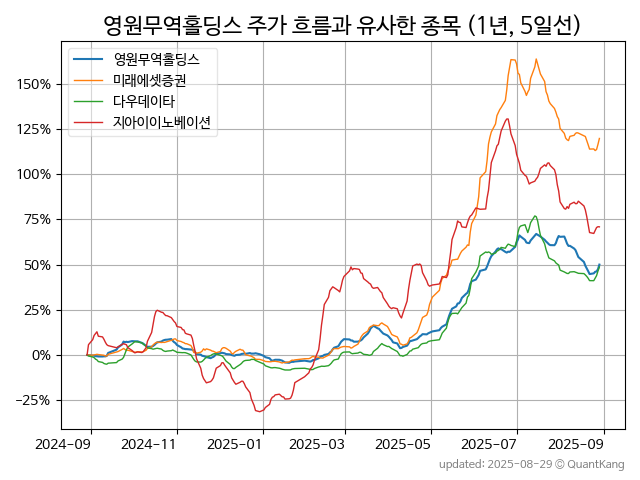 영원무역홀딩스 주가 흐름과 유사한 종목 (1년, 5일선)
영원무역홀딩스
미래에셋증권
다우데이타
지아이이노베이션
150%
125%
100%
75%
50%
25%
0%
−25%
2024-09 2024-11 2025-01 2025-03 2025-05 2025-07 2025-09
updated: 2025-08-29 © QuantKang